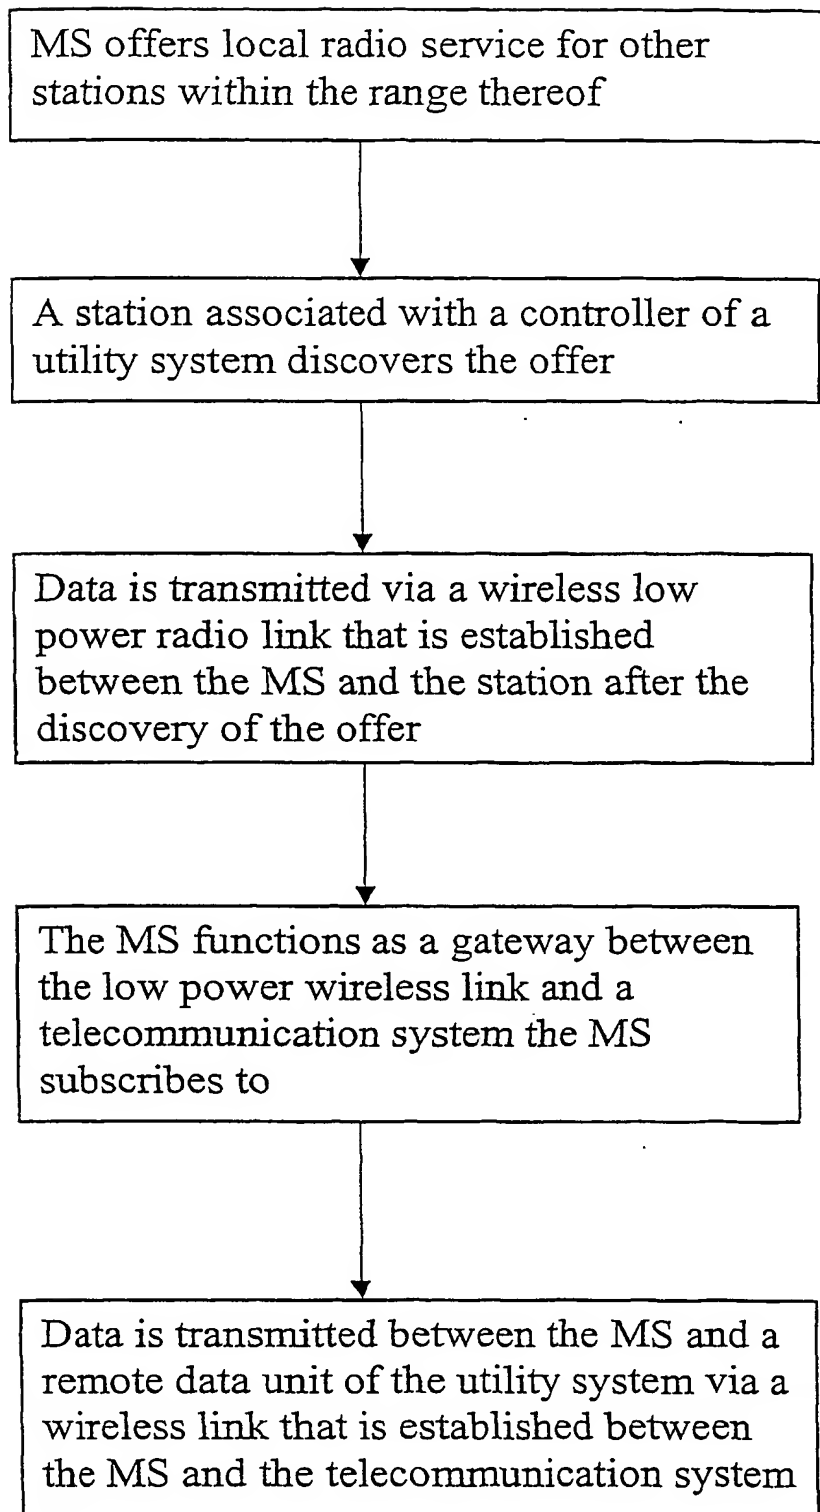 MS offers local radio service for other
stations within the range thereof
A station associated with a controller of a
utility system discovers the offer
Data is transmitted via a wireless low
power radio link that is established
between the MS and the station after the
discovery of the offer
The MS functions as a gateway between
the low power wireless link and a
telecommunication system the MS
subscribes to
Data is transmitted between the MS and a
remote data unit of the utility system via a
wireless link that is established between
the MS and the telecommunication system